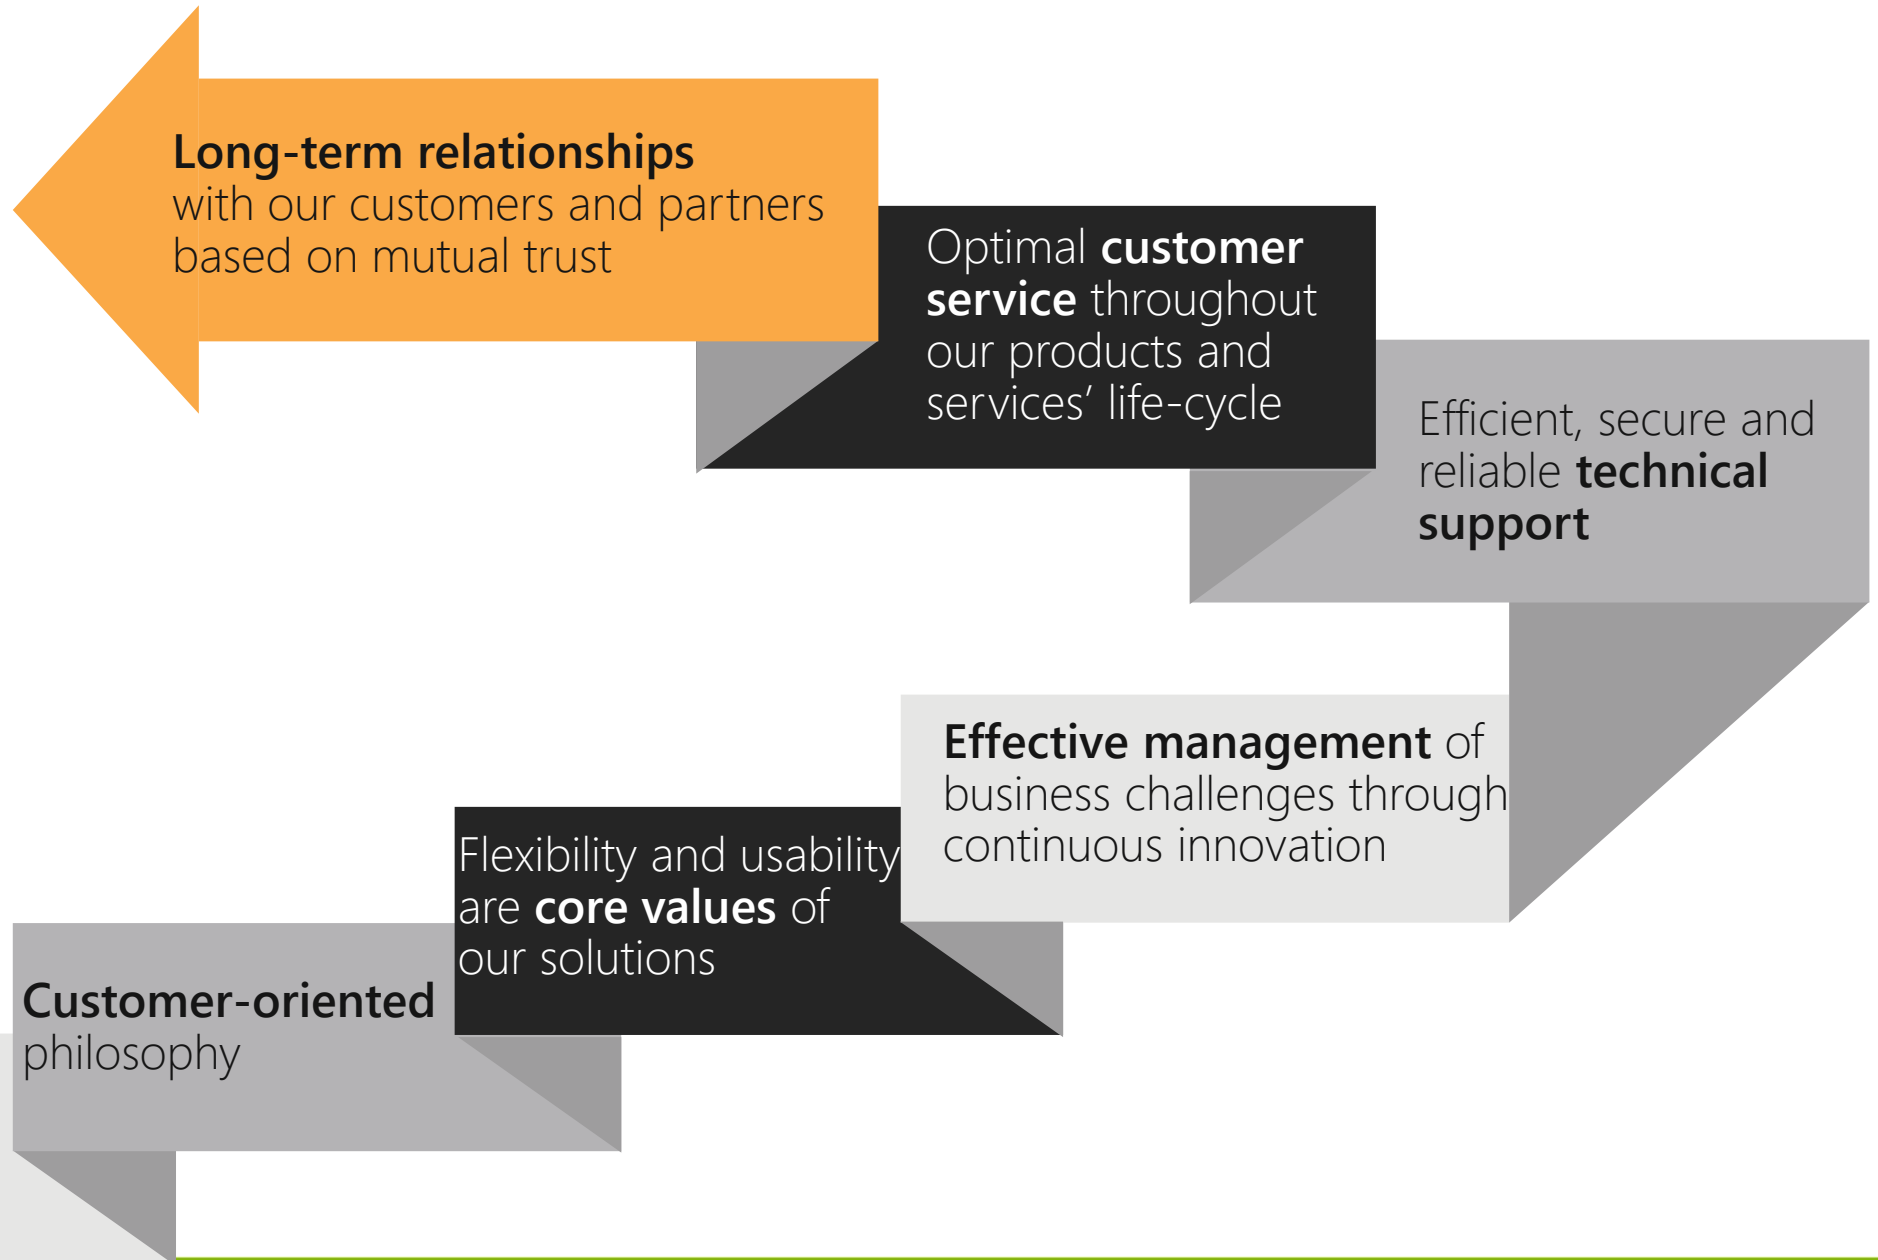 Long-term relationships
with our customers and partners
based on mutual trust
Optimal customer
service throughout
our products and
services’ life-cycle
Efficient, secure and
reliable technical
support
Effective management of
business challenges through
continuous innovation
Flexibility and usability
are core values of
our solutions
Customer-oriented
philosophy